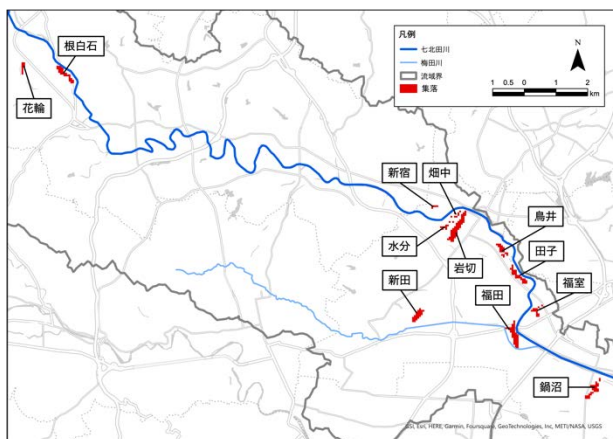 凡例
七北田川
梅田川
流域界
集落
N
1 0.5 0 1 2
km
根白石
花輪
新宿
畑中
鳥井
水分
岩切
田子
新田
福田
福室
鍋沼
GSI, Esri, HERE, Garmin, Foursquare, GeoTechnologies, Inc, METI/NASA, USGS